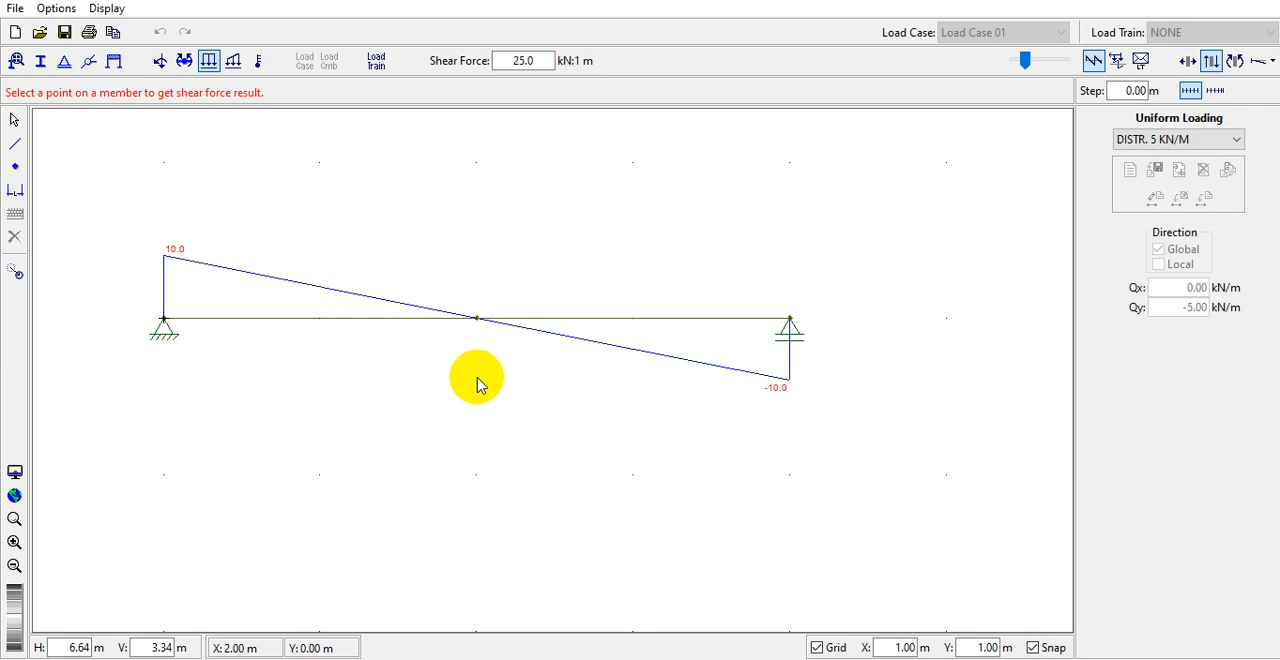 File Options Display
Load Case: Load Case 01 Load Train: NONE
Load Case Load Cmb Load Train Shear Force: 25.0 kN:1 m LT
Select a point on a member to get shear force result. Step: 0.00 m
Uniform Loading
DISTR. 5 KN/M
Direction
Global
Local
Qx: 0.00 kN/m
Qy: -5.00 kN/m
10.0
-10.0
H: 6.64 m V: 3.34 m X: 2.00 m Y: 0.00 m Grid X: 1.00 m Y: 1.00 m Snap